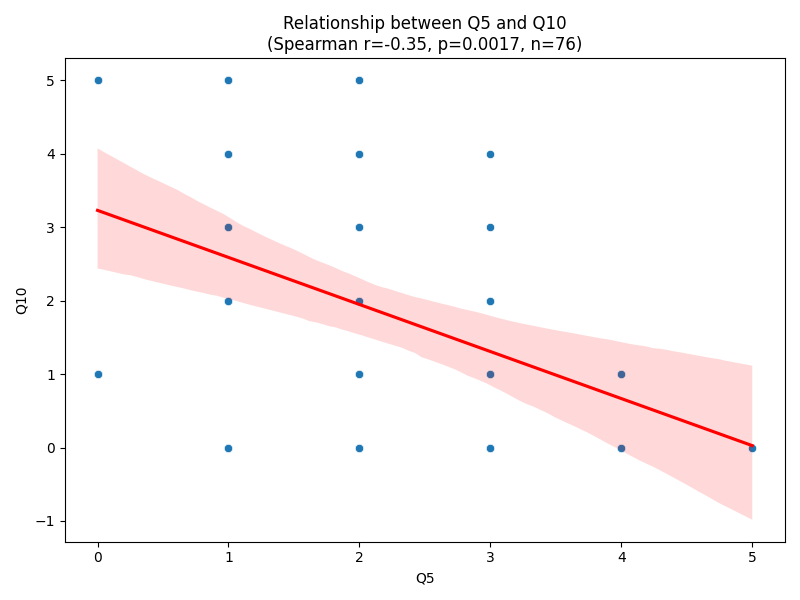 Relationship between Q5 and Q10
(Spearman r=-0.35, p=0.0017, n=76)
5
4
3
2
1
0
−1
Q10
0 1 2 3 4 5
Q5